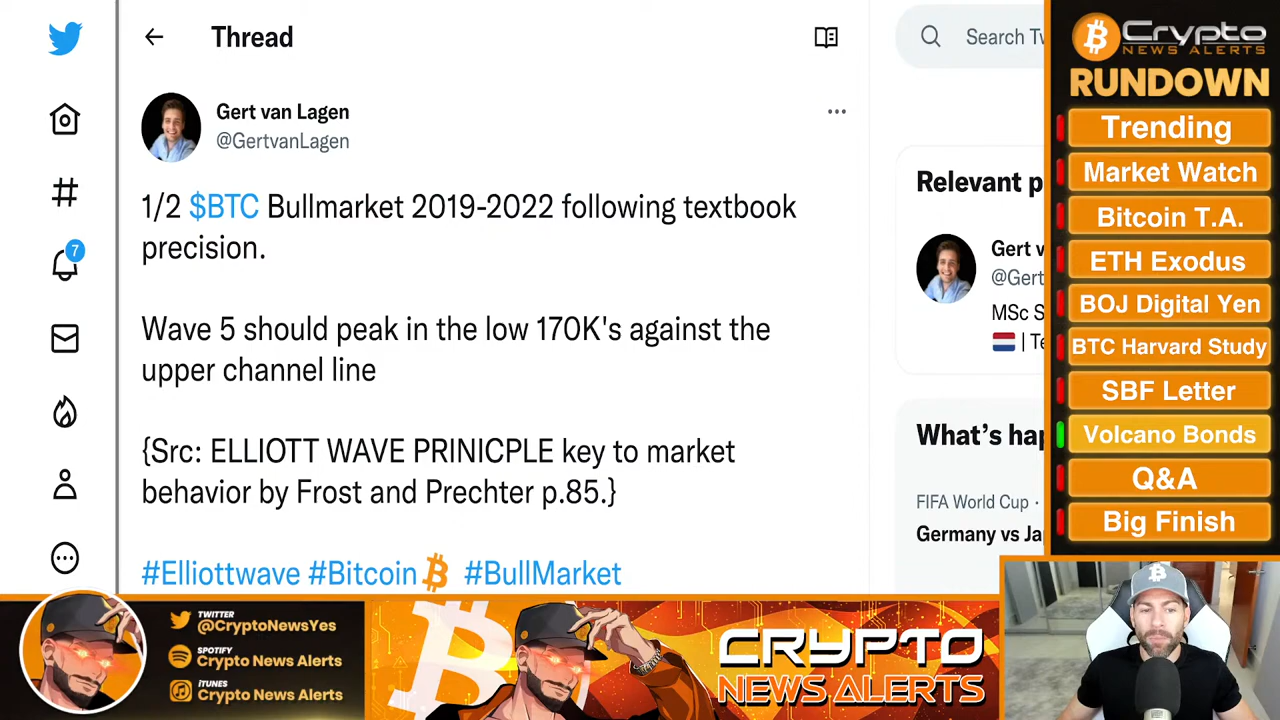 Thread
Search Tw
Gert van Lagen
@GertvanLagen
1/2 $BTC Bullmarket 2019-2022 following textbook
precision.
Wave 5 should peak in the low 170K's against the
upper channel line
{Src: ELLIOTT WAVE PRINICPLE key to market
behavior by Frost and Prechter p.85.}
#Elliottwave #Bitcoin #BullMarket
7
Relevant p
Gert v
@Gert
MSc S
| Te
What's hap
FIFA World Cup ·
Germany vs Ja
Crypto
NEWS ALERTS
RUNDOWN
Trending
Market Watch
Bitcoin T.A.
ETH Exodus
BOJ Digital Yen
BTC Harvard Study
SBF Letter
Volcano Bonds
Q&A
Big Finish
TWITTER
@CryptoNewsYes
SPOTIFY
Crypto News Alerts
iTUNES
Crypto News Alerts
CRYPTO
NEWS ALERTS